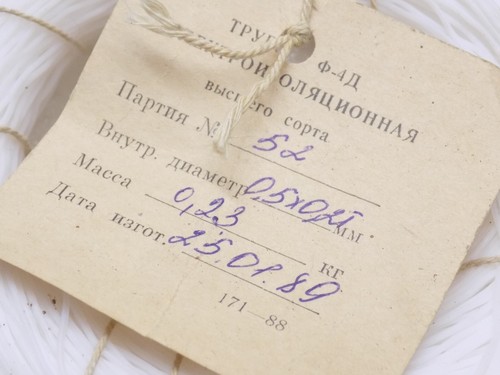 Ф-4Д
высшего сорта
Партия № 52
Внутр. диаметр 0,5х0,25 мм
Масса 0,23 кг
Дата изгот. 25.01.89
171—88